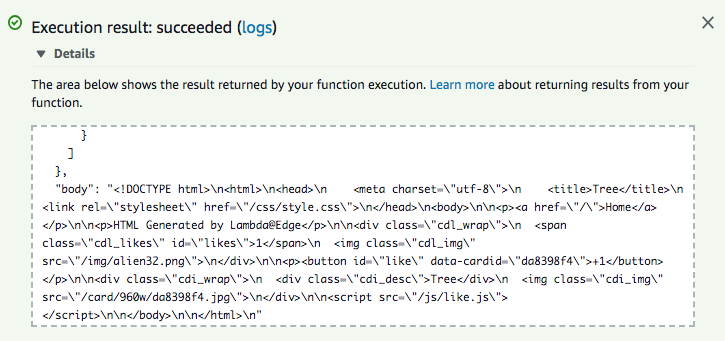 Execution result: succeeded (logs)
Details
The area below shows the result returned by your function execution. Learn more about returning results from your
function.
}
]
},
"body": "<!DOCTYPE html>\n<html>\n<head>\n    <meta charset=\"utf-8\">\n    <title>Tree</title>\n
<link rel=\"stylesheet\" href=\"/css/style.css\">\n</head>\n<body>\n\n<p><a href=\"/\">Home</a>
</p>\n\n<p>HTML Generated by Lambda@Edge</p>\n\n<div class=\"cdl_wrap\">\n  <span
class=\"cdl_likes\" id=\"likes\">1</span>\n  <img class=\"cdl_img\"
src=\"/img/alien32.png\">\n</div>\n\n<p><button id=\"like\" data-cardid=\"da8398f4\">+1</button>
</p>\n\n<div class=\"cdi_wrap\">\n  <div class=\"cdi_desc\">Tree</div>\n  <img class=\"cdi_img\"
src=\"/card/960w/da8398f4.jpg\">\n</div>\n\n<script src=\"/js/like.js\">
</script>\n\n</body>\n\n</html>\n"